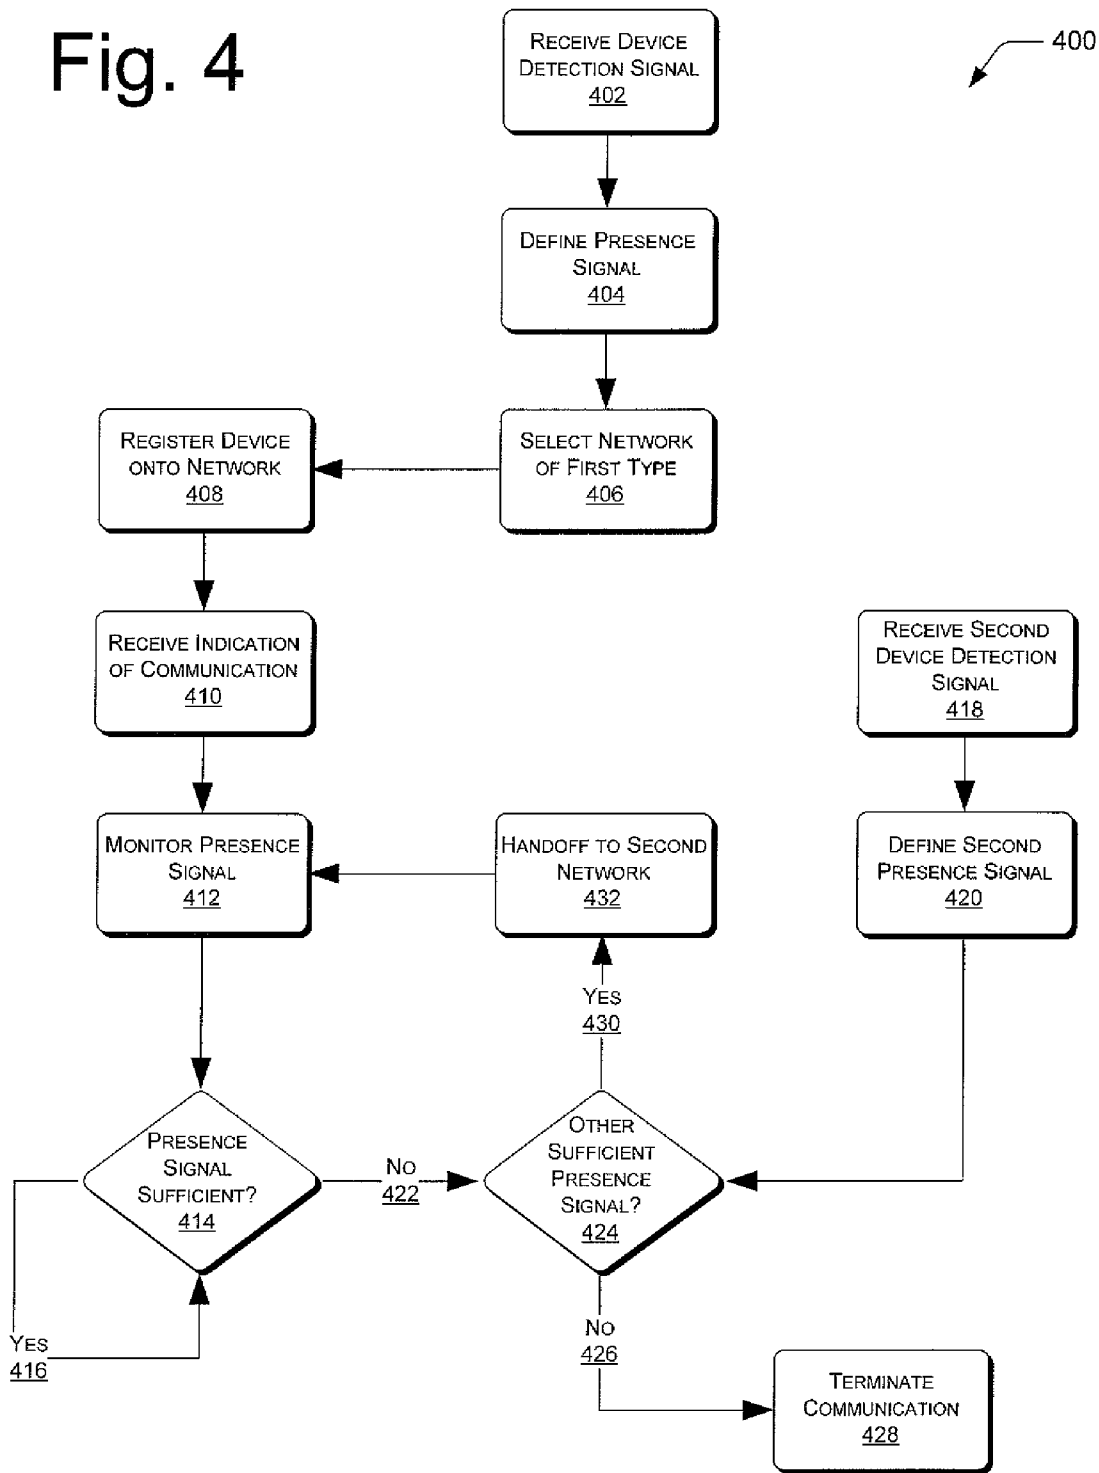 Fig. 4
400
RECEIVE DEVICE
DETECTION SIGNAL
402
DEFINE PRESENCE
SIGNAL
404
SELECT NETWORK
OF FIRST TYPE
406
REGISTER DEVICE
ONTO NETWORK
408
RECEIVE INDICATION
OF COMMUNICATION
410
RECEIVE SECOND
DEVICE DETECTION
SIGNAL
418
MONITOR PRESENCE
SIGNAL
412
HANDOFF TO SECOND
NETWORK
432
DEFINE SECOND
PRESENCE SIGNAL
420
YES
430
PRESENCE
SIGNAL
SUFFICIENT?
414
NO
422
OTHER
SUFFICIENT
PRESENCE
SIGNAL?
424
YES
416
NO
426
TERMINATE
COMMUNICATION
428